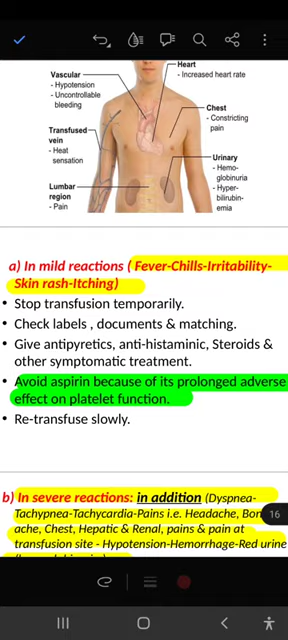 Heart
- Increased heart rate
Vascular
- Hypotension
- Uncontrollable
bleeding
Chest
- Constricting
pain
Transfused
vein
- Heat
sensation
Urinary
- Hemo-
globinuria
- Hyper-
bilirubin-
emia
Lumbar
region
- Pain
a) In mild reactions ( Fever-Chills-Irritability-
Skin rash-Itching)
• Stop transfusion temporarily.
• Check labels , documents & matching.
• Give antipyretics, anti-histaminic, Steroids &
other symptomatic treatment.
• Avoid aspirin because of its prolonged adverse
effect on platelet function.
• Re-transfuse slowly.
b) In severe reactions: in addition (Dyspnea-
Tachypnea-Tachycardia-Pains i.e. Headache, Bon
16
ache, Chest, Hepatic & Renal, pains & pain at
transfusion site - Hypotension-Hemorrhage-Red urine